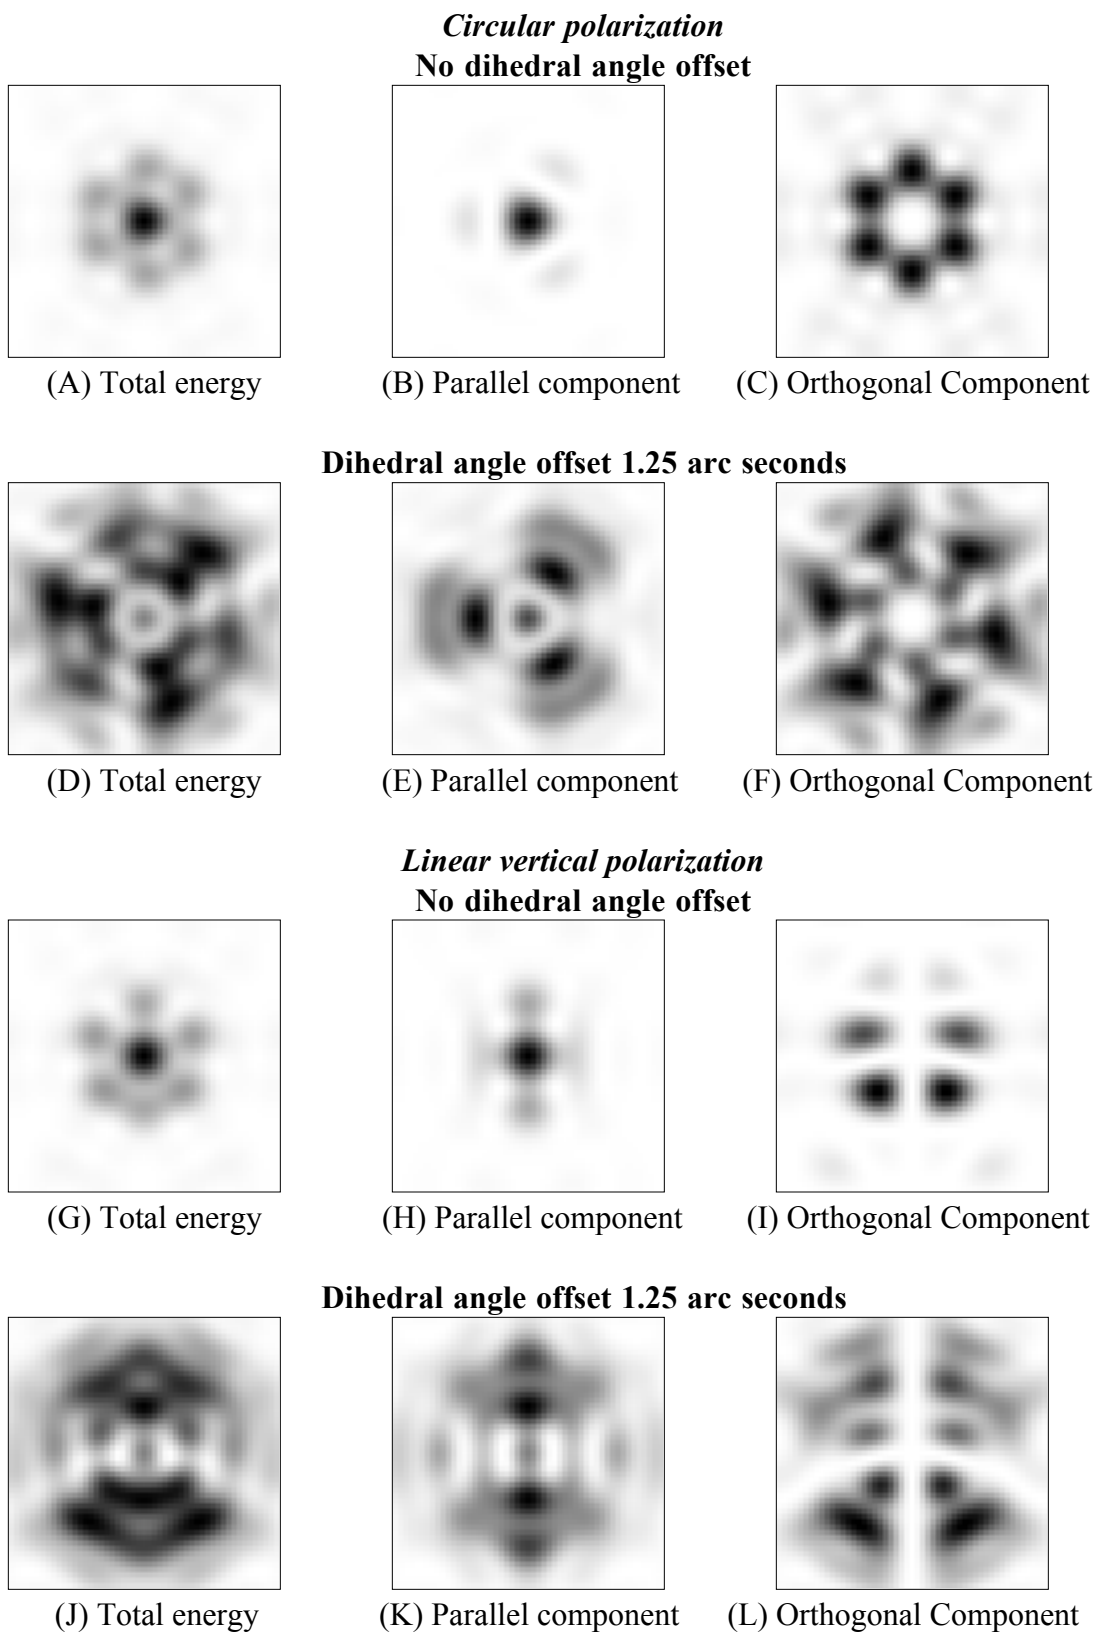 Circular polarization
No dihedral angle offset
(A) Total energy
(B) Parallel component
(C) Orthogonal Component
Dihedral angle offset 1.25 arc seconds
(D) Total energy
(E) Parallel component
(F) Orthogonal Component
Linear vertical polarization
No dihedral angle offset
(G) Total energy
(H) Parallel component
(I) Orthogonal Component
Dihedral angle offset 1.25 arc seconds
(J) Total energy
(K) Parallel component
(L) Orthogonal Component